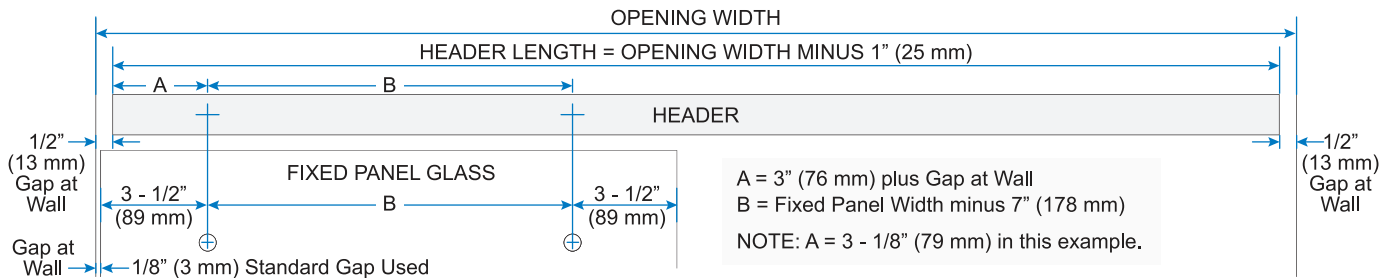 OPENING WIDTH
HEADER LENGTH = OPENING WIDTH MINUS 1” (25 mm)
A
B
HEADER
1/2”
(13 mm)
Gap at
Wall
1/2”
(13 mm)
Gap at
Wall
FIXED PANEL GLASS
3 - 1/2”
(89 mm)
B
3 - 1/2”
(89 mm)
A = 3” (76 mm) plus Gap at Wall
B = Fixed Panel Width minus 7” (178 mm)
NOTE: A = 3 - 1/8” (79 mm) in this example.
Gap at
Wall
1/8” (3 mm) Standard Gap Used